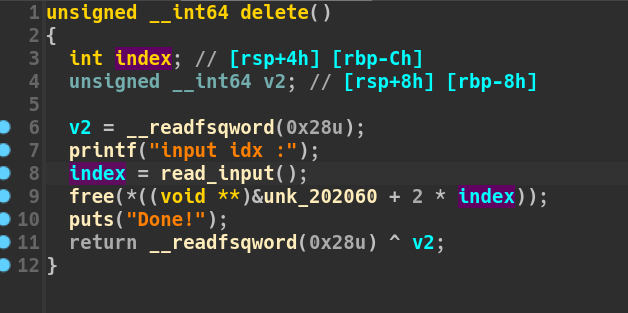 1 unsigned __int64 delete()
2 {
3   int index; // [rsp+4h] [rbp-Ch]
4   unsigned __int64 v2; // [rsp+8h] [rbp-8h]
5
6   v2 = __readfsqword(0x28u);
7   printf("input idx :");
8   index = read_input();
9   free(*((void **)&unk_202060 + 2 * index));
10   puts("Done!");
11   return __readfsqword(0x28u) ^ v2;
12 }